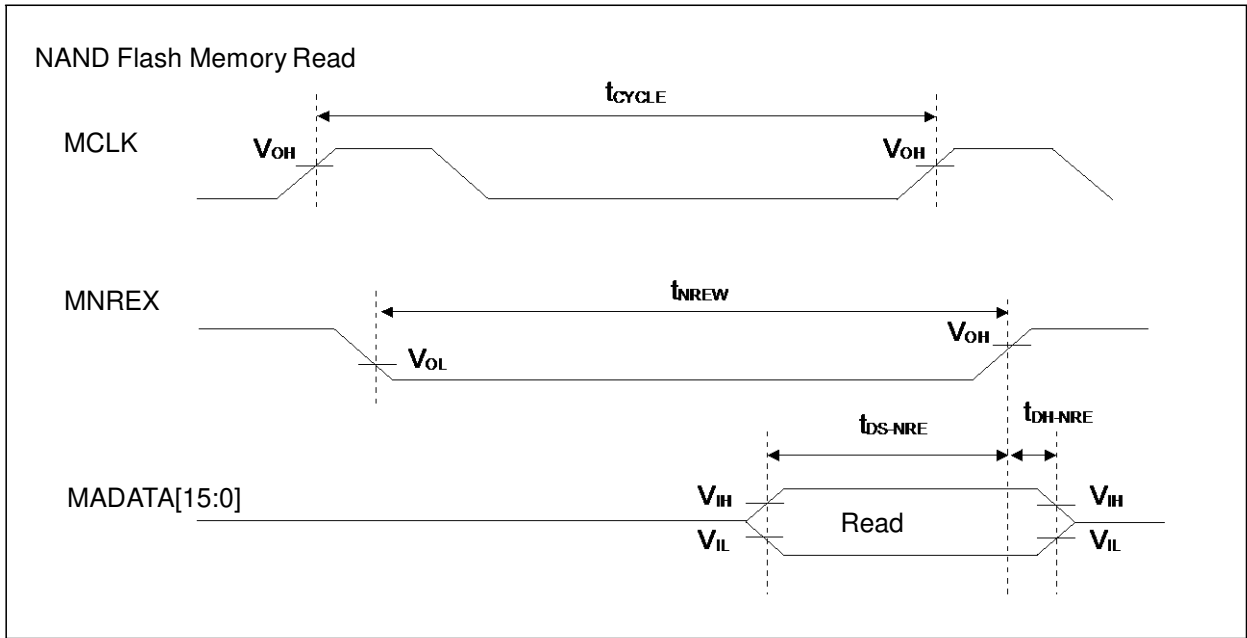 NAND Flash Memory Read
tCYCLE
MCLK
VOH
VOH
MNREX
tNREW
VOH
VOL
tDS-NRE
tDH-NRE
MADATA[15:0]
VIH
VIH
Read
VIL
VIL